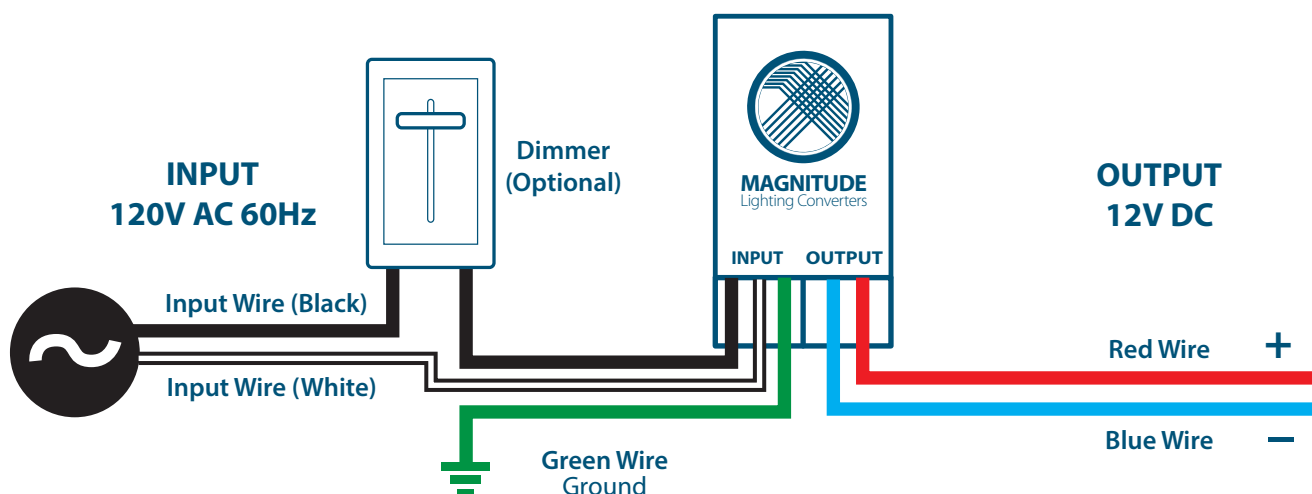 INPUT
120V AC 60Hz
Dimmer
(Optional)
MAGNITUDE
Lighting Converters
INPUT
OUTPUT
OUTPUT
12V DC
Input Wire (Black)
Input Wire (White)
Green Wire
Ground
Red Wire +
Blue Wire −